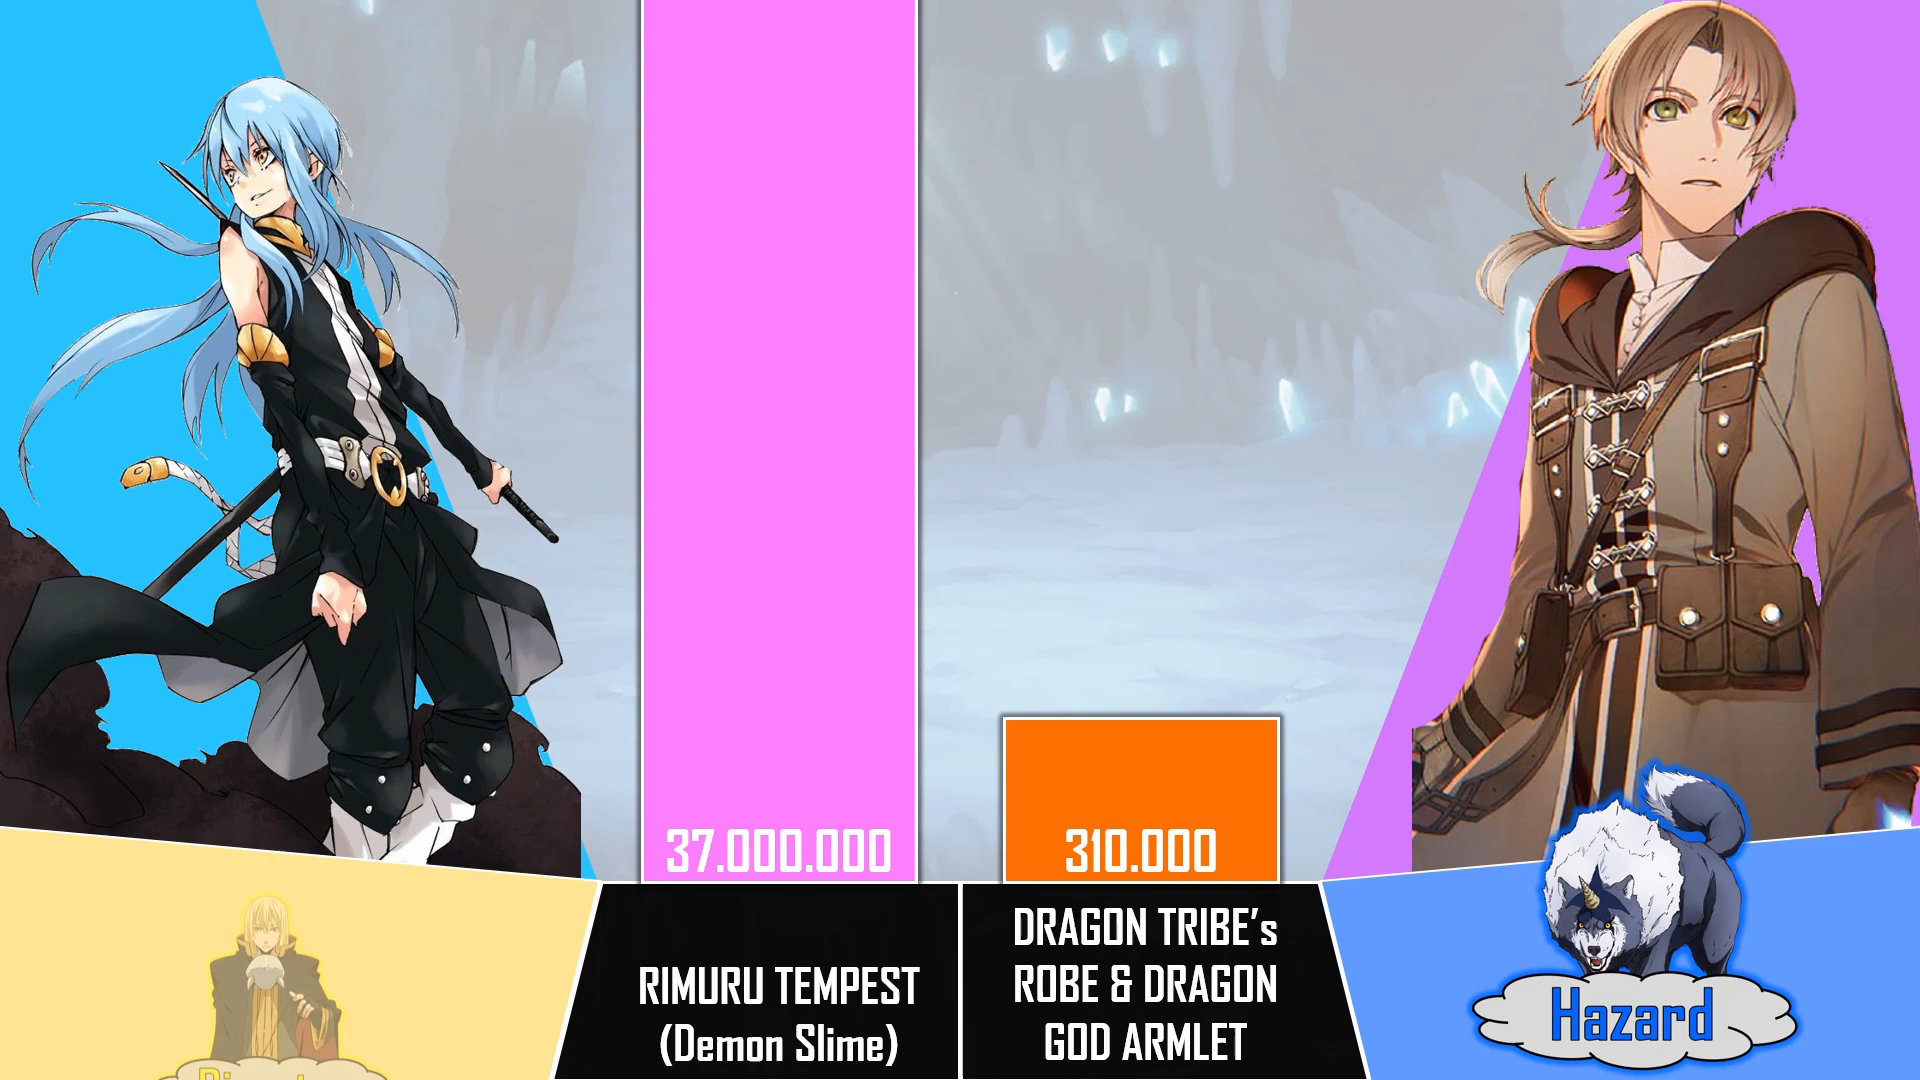 37.000.000
310.000
RIMURU TEMPEST
(Demon Slime)
DRAGON TRIBE's
ROBE & DRAGON
GOD ARMLET
Hazard